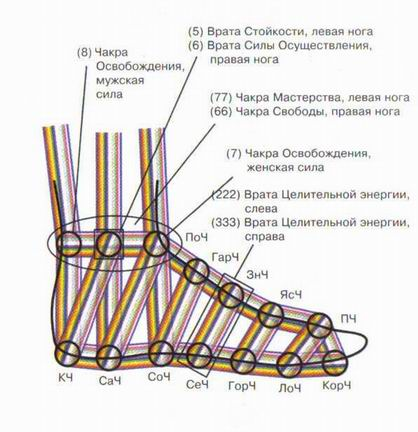 (5) Врата Стойкости, левая нога
(6) Врата Силы Осуществления,
правая нога
(8) Чакра
Освобождения,
мужская
сила
(77) Чакра Мастерства, левая нога
(66) Чакра Свободы, правая нога
(7) Чакра Освобождения,
женская сила
(222) Врата Целительной энергии,
слева
(333) Врата Целительной энергии,
справа
ПоЧ
ГарЧ
ЗнЧ
ЯсЧ
ПЧ
КЧ
СаЧ
СоЧ
СеЧ
ГорЧ
ЛоЧ
КорЧ